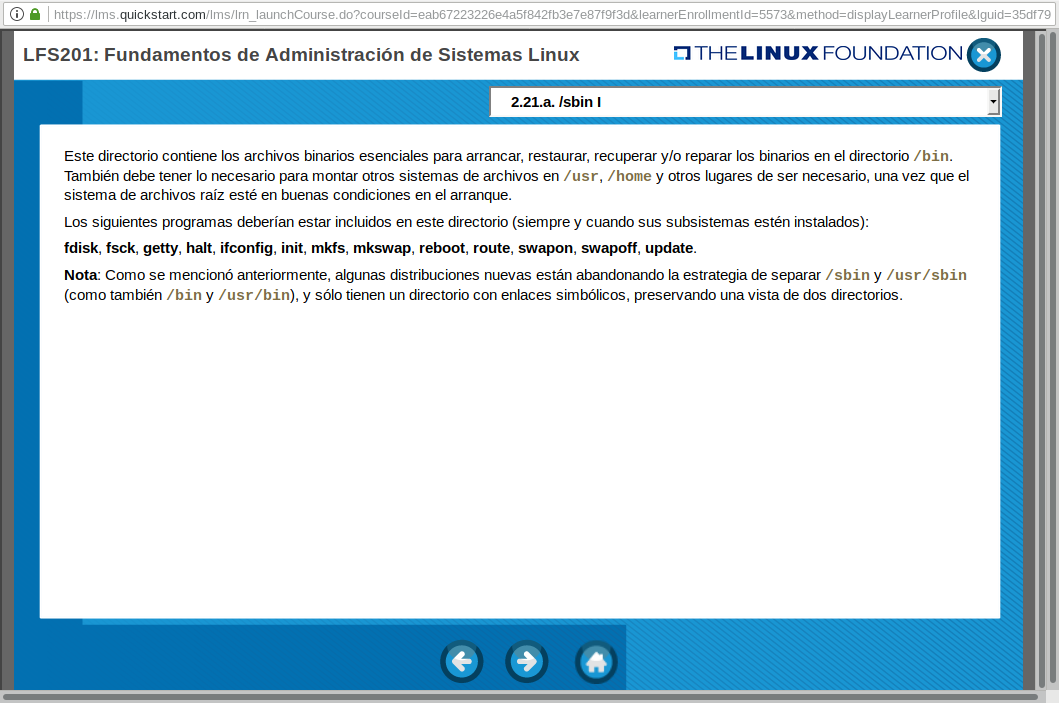 https://lms.quickstart.com/lms/lrn_launchCourse.do?courseId=eab67223226e4a5f842fb3e7e87f9f3d&learnerEnrollmentId=5573&method=displayLearnerProfile&lguid=35df79
LFS201: Fundamentos de Administración de Sistemas Linux
THE LINUX FOUNDATION
2.21.a. /sbin I
Este directorio contiene los archivos binarios esenciales para arrancar, restaurar, recuperar y/o reparar los binarios en el directorio /bin.
También debe tener lo necesario para montar otros sistemas de archivos en /usr, /home y otros lugares de ser necesario, una vez que el
sistema de archivos raíz esté en buenas condiciones en el arranque.
Los siguientes programas deberían estar incluidos en este directorio (siempre y cuando sus subsistemas estén instalados):
fdisk, fsck, getty, halt, ifconfig, init, mkfs, mkswap, reboot, route, swapon, swapoff, update.
Nota: Como se mencionó anteriormente, algunas distribuciones nuevas están abandonando la estrategia de separar /sbin y /usr/sbin
(como también /bin y /usr/bin), y sólo tienen un directorio con enlaces simbólicos, preservando una vista de dos directorios.